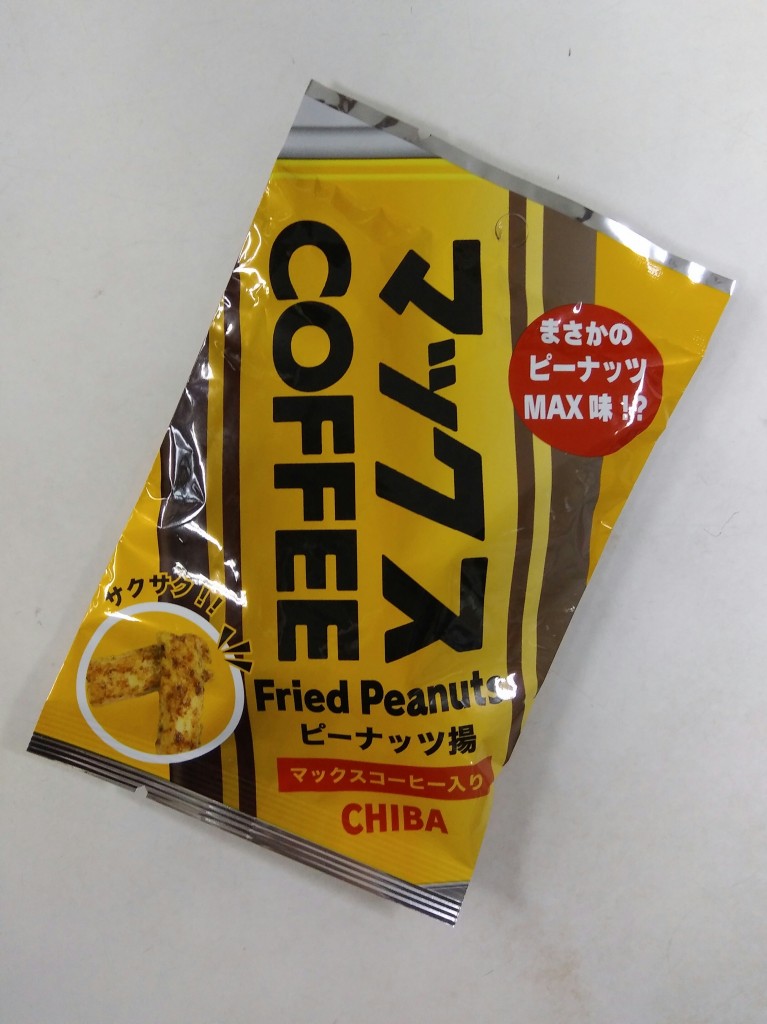 マックス
COFFEE
まさかの
ピーナッツ
MAX味!?
サクサク!!
Fried Peanuts
ピーナッツ揚
マックスコーヒー入り
CHIBA